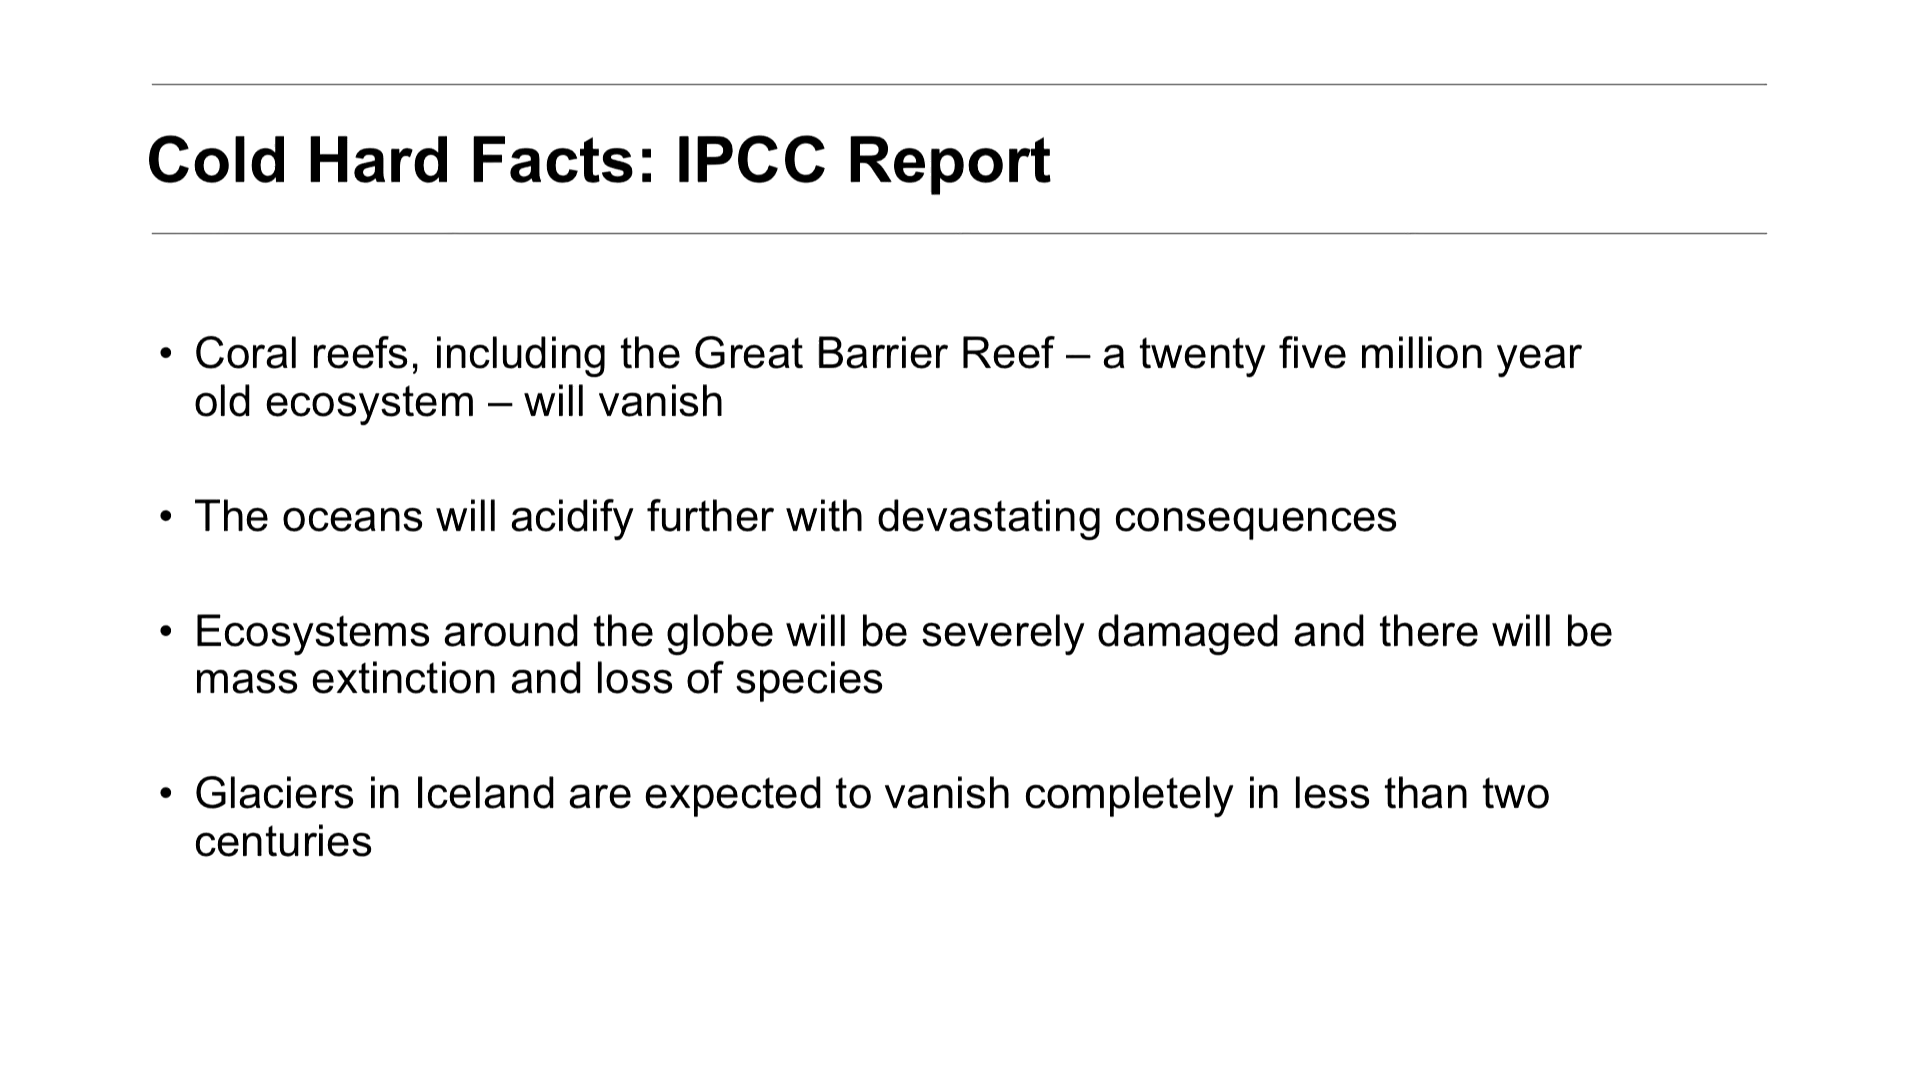 Cold Hard Facts: IPCC Report
• Coral reefs, including the Great Barrier Reef – a twenty five million year
old ecosystem – will vanish
• The oceans will acidify further with devastating consequences
• Ecosystems around the globe will be severely damaged and there will be
mass extinction and loss of species
• Glaciers in Iceland are expected to vanish completely in less than two
centuries